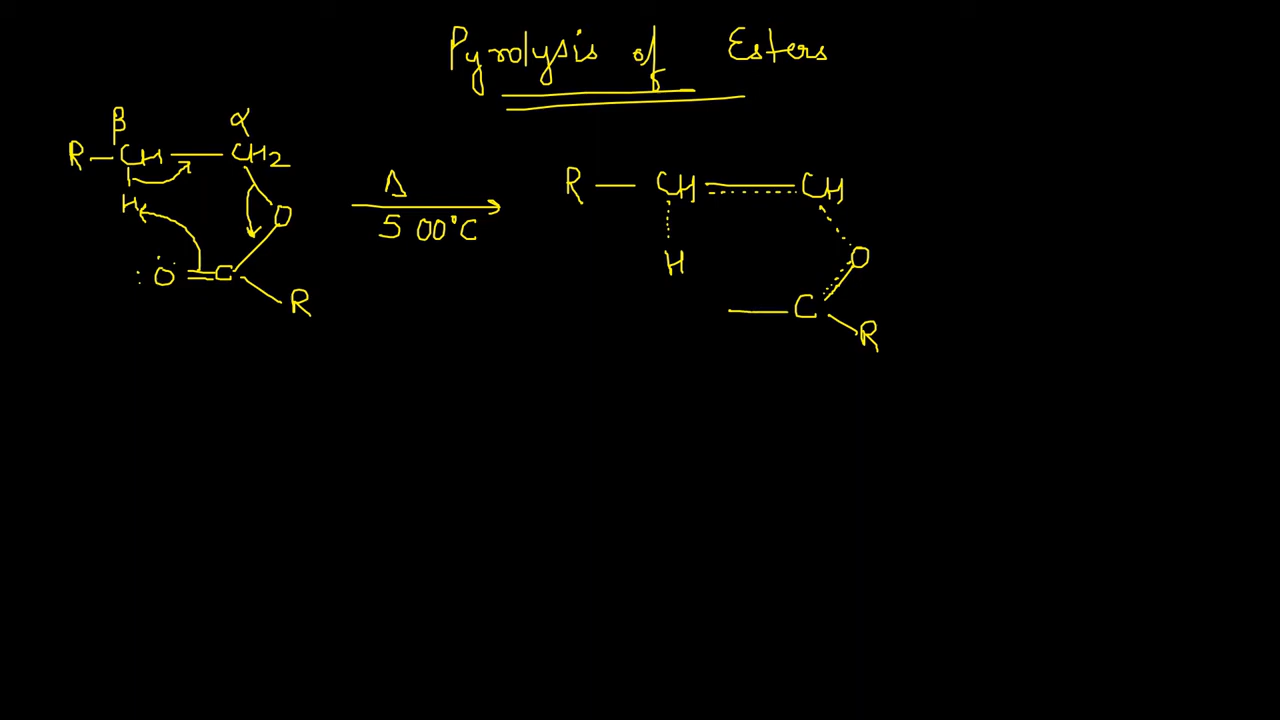 Pyrolysis of Esters
β α
R–CH–CH2
H
O
:Ö=C
R
Δ
500°C
R–CH=CH
H
O
C
R